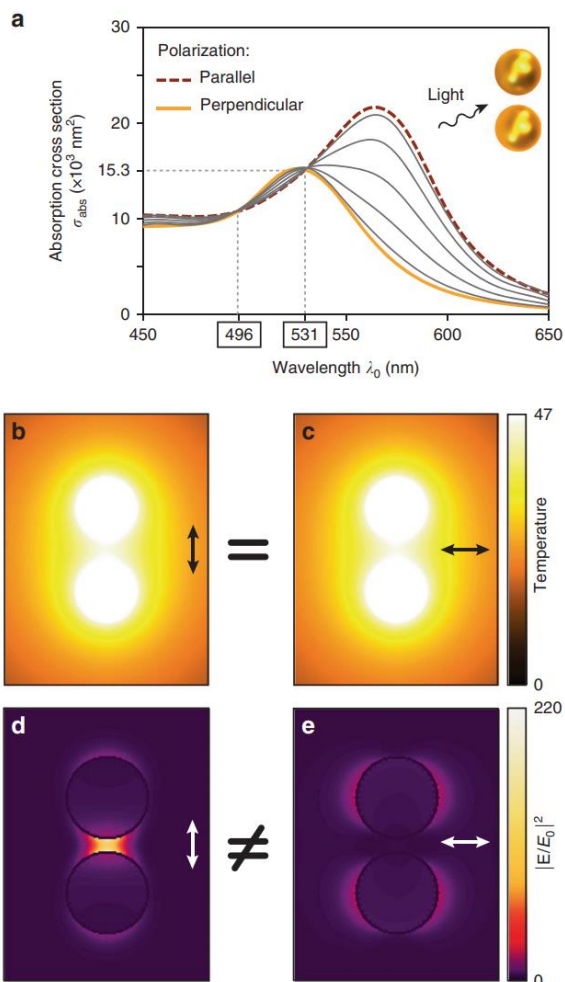 a
30
20
15.3
10
0
Absorption cross section
σabs (×10³ nm²)
Polarization:
Parallel
Perpendicular
Light
450
496
531
550
600
650
Wavelength λ₀ (nm)
b
=
c
47
Temperature
0
d
≠
e
220
|E/E₀|²
0